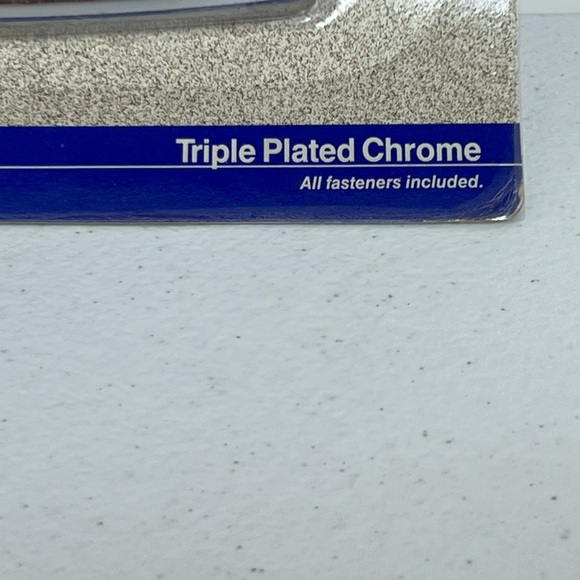 Triple Plated Chrome
All fasteners included.